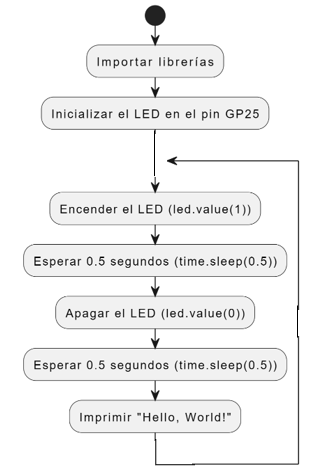 Importar librerías
Inicializar el LED en el pin GP25
Encender el LED (led.value(1))
Esperar 0.5 segundos (time.sleep(0.5))
Apagar el LED (led.value(0))
Esperar 0.5 segundos (time.sleep(0.5))
Imprimir "Hello, World!"